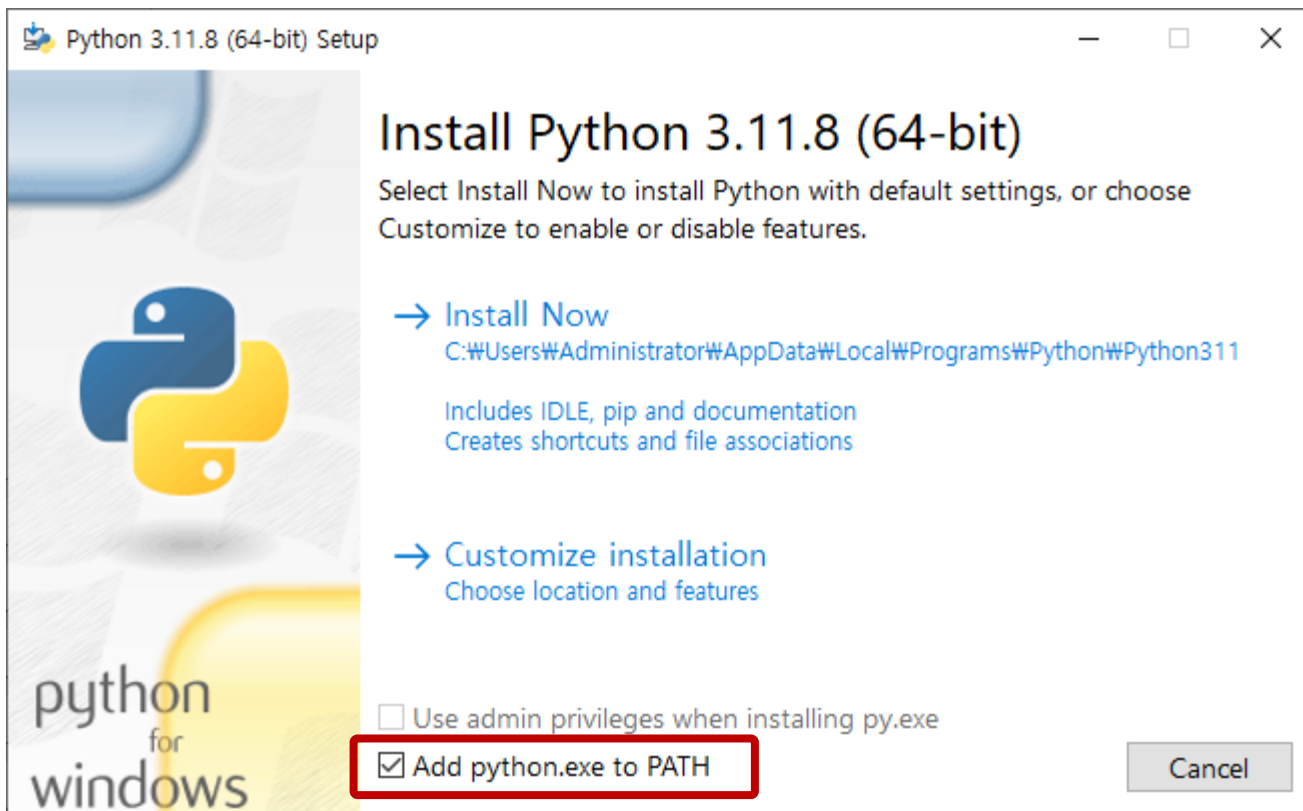 Python 3.11.8 (64-bit) Setup
Install Python 3.11.8 (64-bit)
Select Install Now to install Python with default settings, or choose
Customize to enable or disable features.
→ Install Now
C:₩Users₩Administrator₩AppData₩Local₩Programs₩Python₩Python311
Includes IDLE, pip and documentation
Creates shortcuts and file associations
→ Customize installation
Choose location and features
python
for
windows
Use admin privileges when installing py.exe
Add python.exe to PATH
Cancel